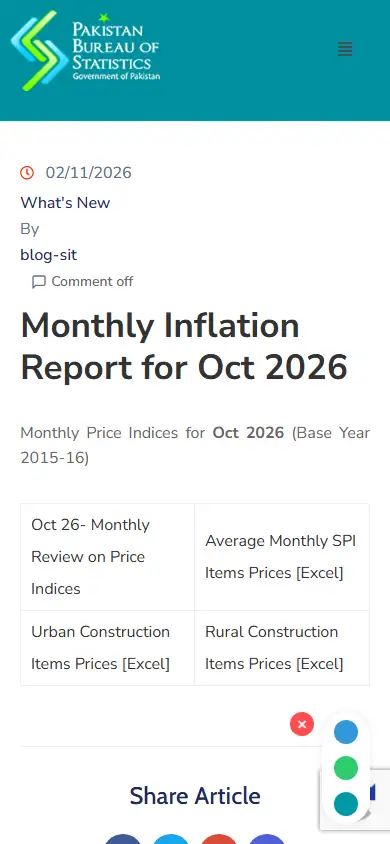 PAKISTAN
BUREAU OF
STATISTICS
Government of Pakistan
02/11/2026
What's New
By
blog-sit
Comment off
Monthly Inflation
Report for Oct 2026
Monthly Price Indices for Oct 2026 (Base Year
2015-16)
Oct 26- Monthly
Review on Price
Indices
Average Monthly SPI
Items Prices [Excel]
Urban Construction
Items Prices [Excel]
Rural Construction
Items Prices [Excel]
Share Article